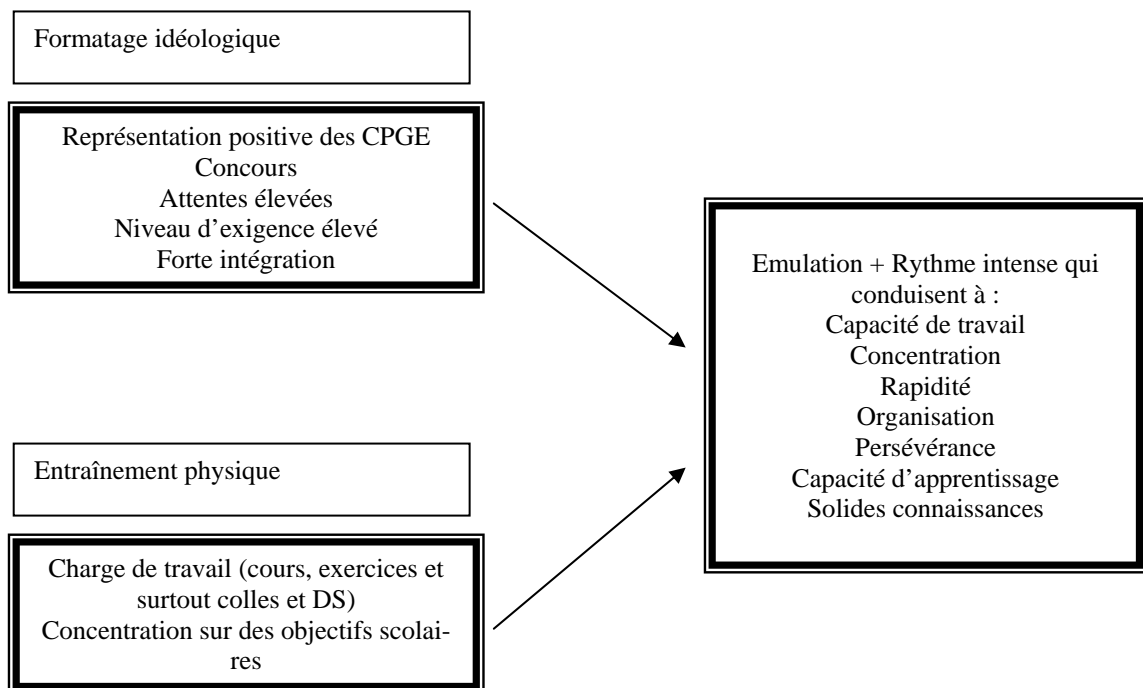 Formatage idéologique
Représentation positive des CPGE
Concours
Attentes élevées
Niveau d'exigence élevé
Forte intégration
Emulation + Rythme intense qui
conduisent à :
Capacité de travail
Concentration
Rapidité
Organisation
Persévérance
Capacité d'apprentissage
Solides connaissances
Entraînement physique
Charge de travail (cours, exercices et
surtout colles et DS)
Concentration sur des objectifs scolai-
res